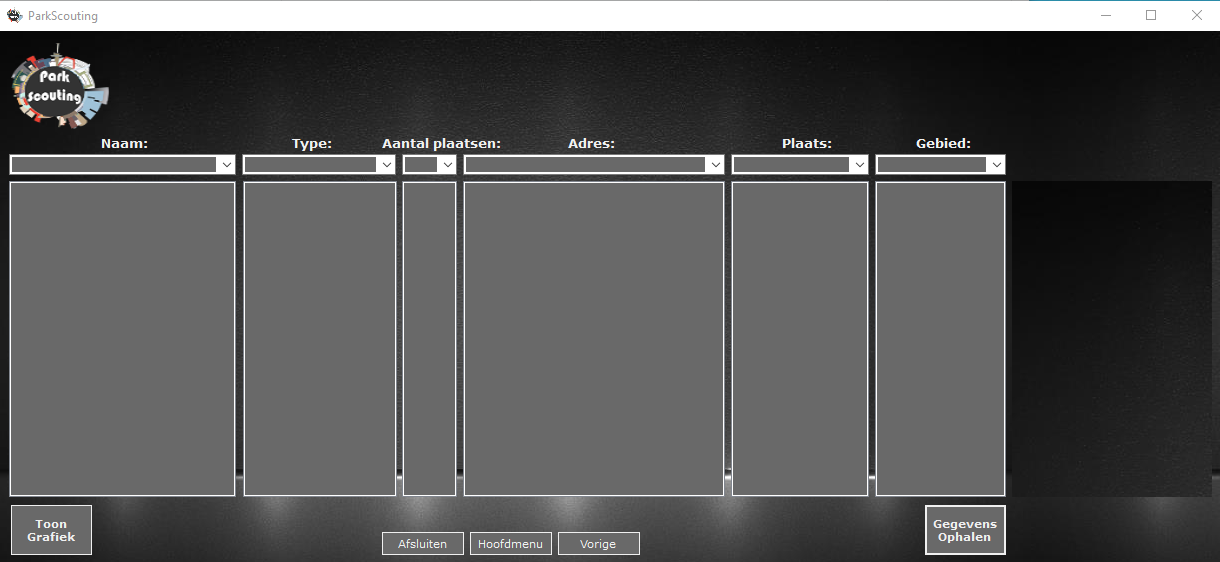 ParkScouting
Park
scouting
Naam: Type: Aantal plaatsen: Adres: Plaats: Gebied:
Toon
Grafiek
Afsluiten Hoofdmenu Vorige
Gegevens
Ophalen